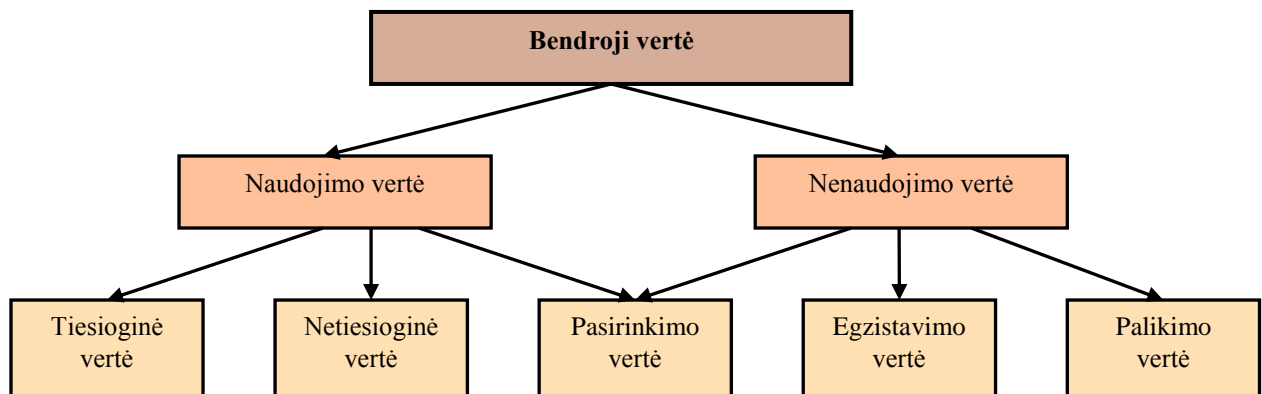 Bendroji vertė
Naudojimo vertė
Nenaudojimo vertė
Tiesioginė
vertė
Netiesioginė
vertė
Pasirinkimo
vertė
Egzistavimo
vertė
Palikimo
vertė